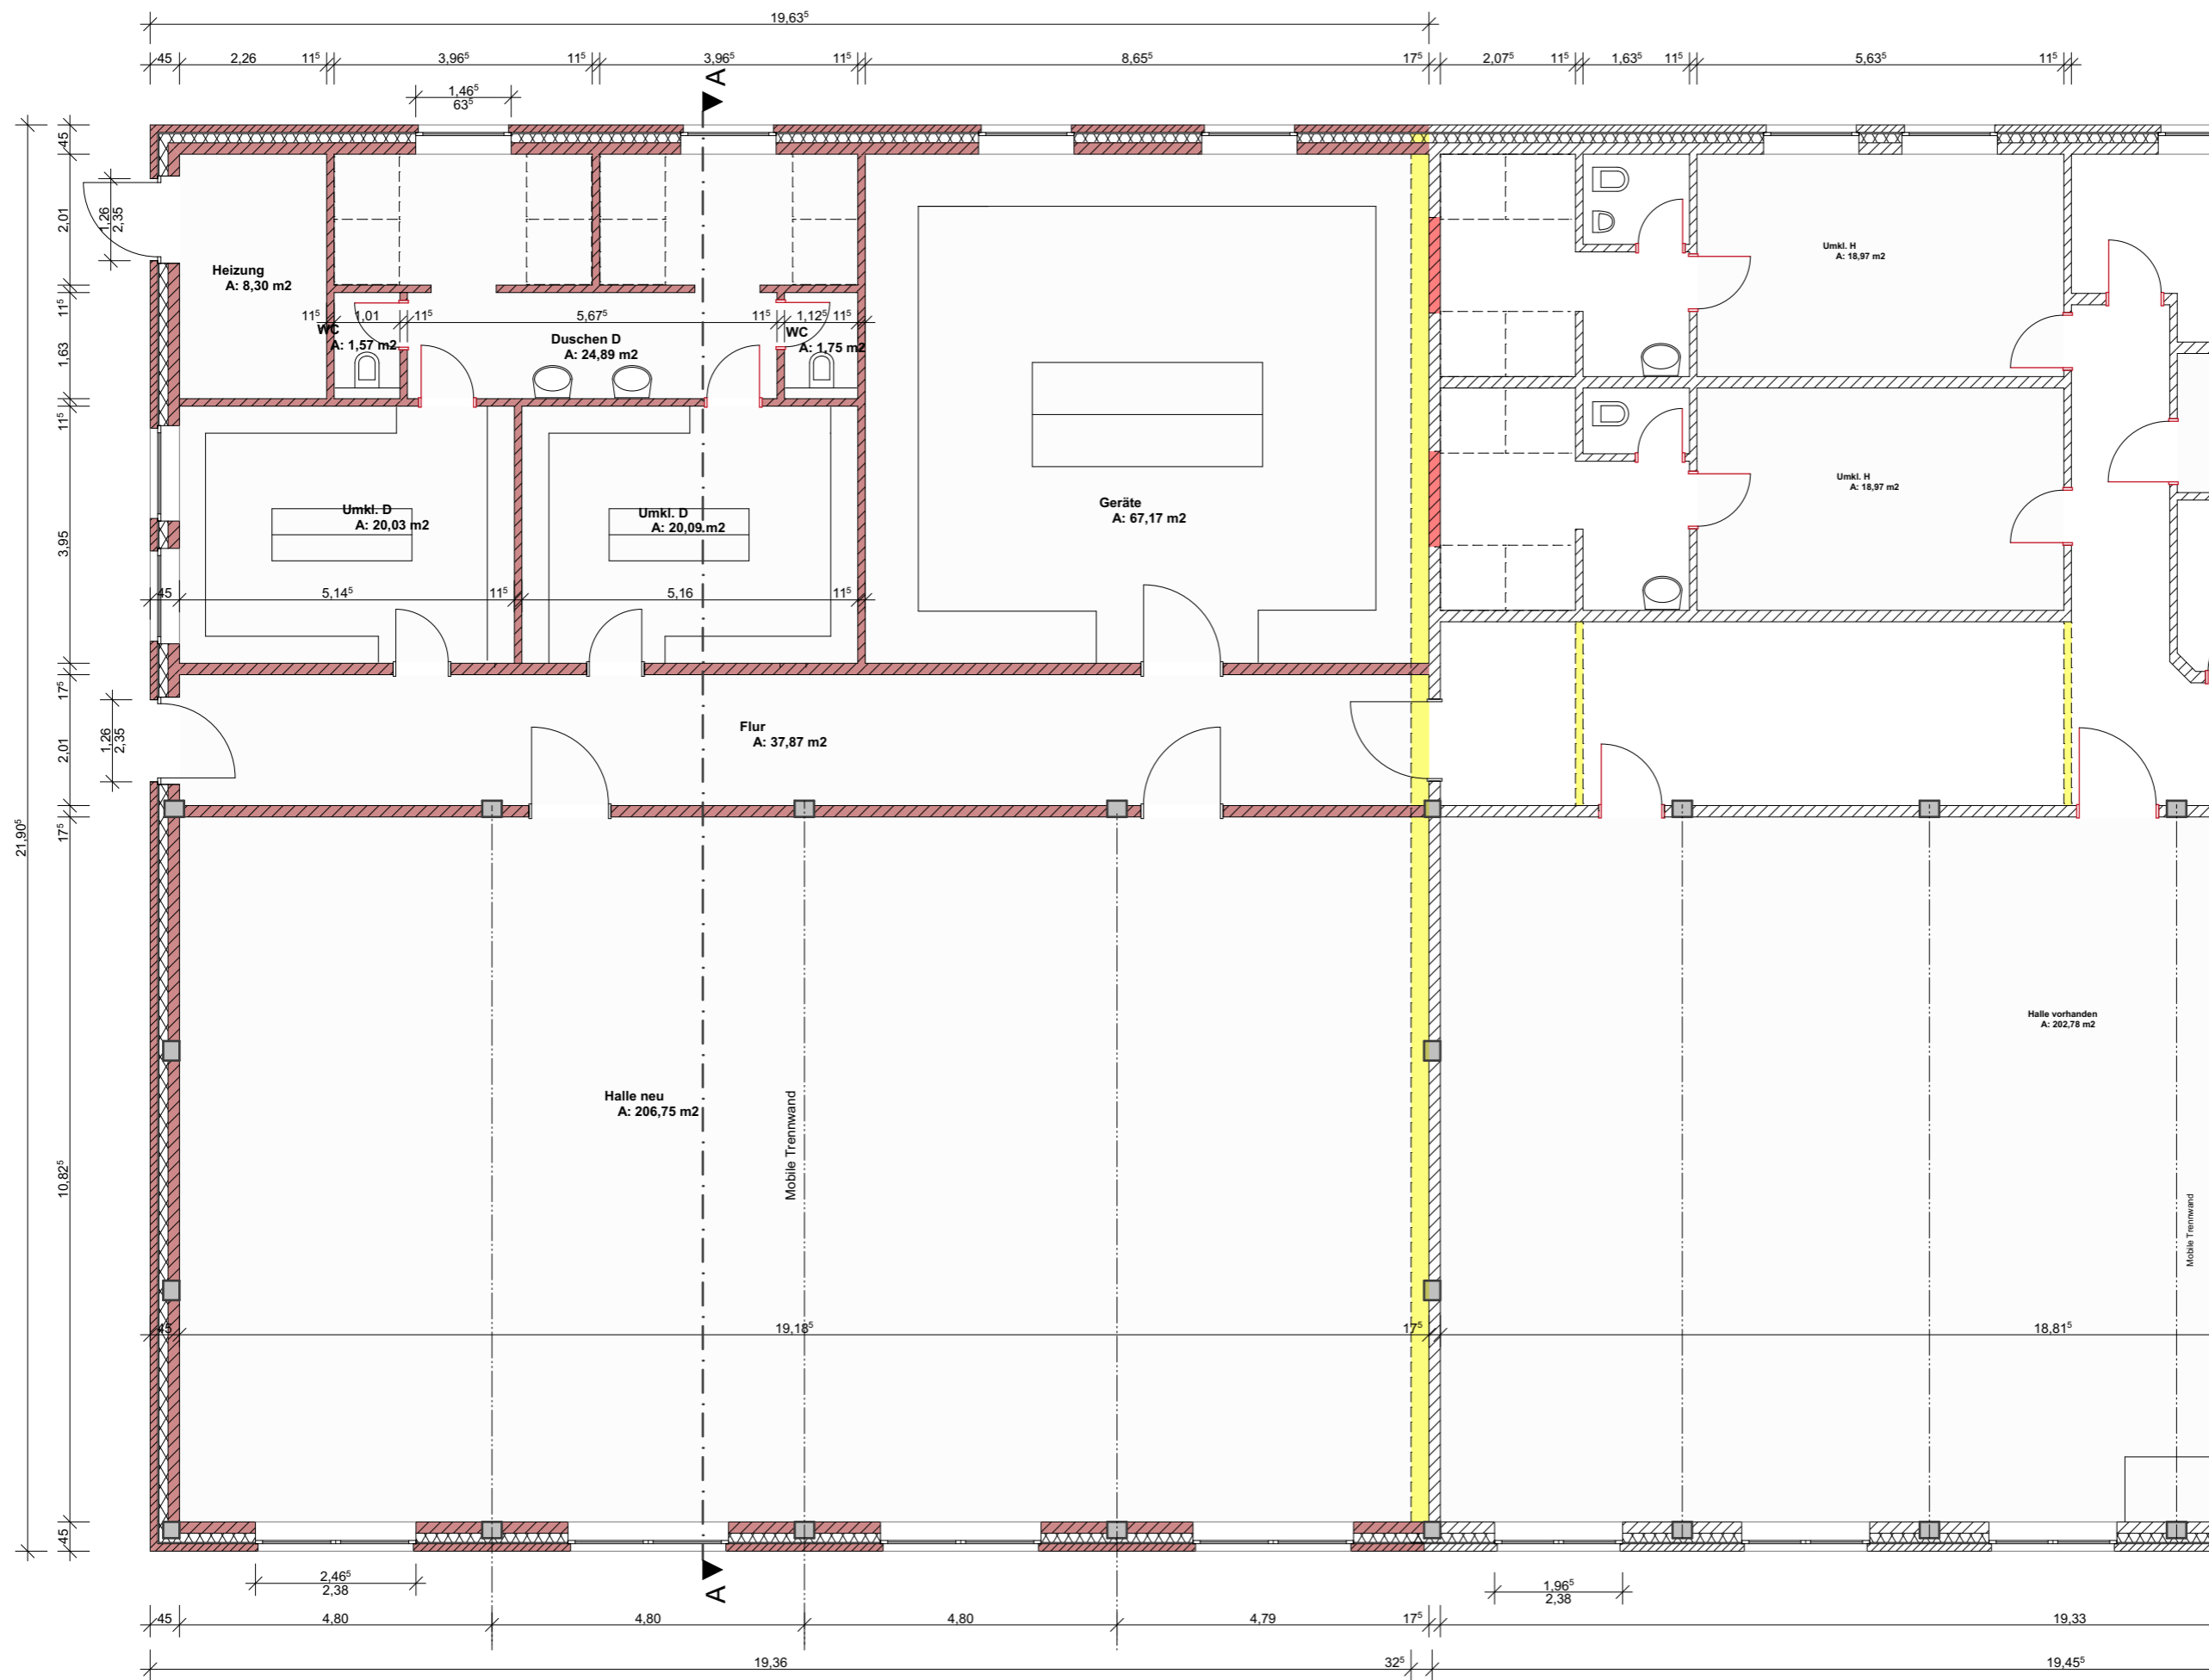 19,63⁵
45 2,26 11⁵ 3,96⁵ 11⁵ 3,96⁵ 11⁵ 8,65⁵ 17⁵ 2,07⁵ 11⁵ 1,63⁵ 11⁵ 5,63⁵ 11⁵
A
1,46⁵
63⁵
45
2,01
11⁵
1,63
11⁵
3,95
17⁵
2,01
17⁵
10,82⁵
45
21,90⁵
1,26
2,35
Heizung
A: 8,30 m2
11⁵ 1,01 11⁵ 5,67⁵ 11⁵ 1,12⁵ 11⁵
WC
A: 1,57 m2
Duschen D
A: 24,89 m2
WC
A: 1,75 m2
Umkl. H
A: 18,97 m2
Umkl. H
A: 18,97 m2
Umkl. D
A: 20,03 m2
Umkl. D
A: 20,09 m2
Geräte
A: 67,17 m2
45 5,14⁵ 11⁵ 5,16 11⁵
1,26
2,35
Flur
A: 37,87 m2
Halle neu
A: 206,75 m2
Mobile Trennwand
Halle vorhanden
A: 202,78 m2
Mobile Trennwand
45 19,18⁵ 17⁵ 18,81⁵
2,46⁵
2,38
A
1,96⁵
2,38
45 4,80 4,80 4,80 4,79 17⁵ 19,33
19,36 32⁵ 19,45⁵